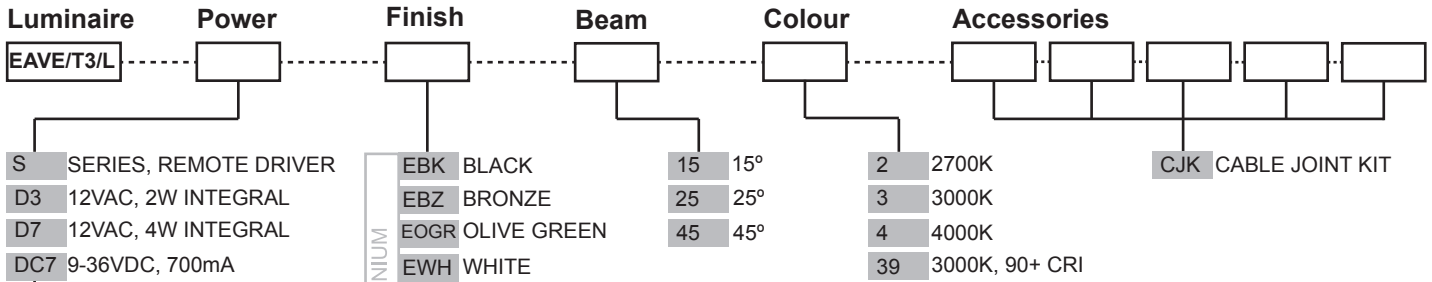 Luminaire Power Finish Beam Colour Accessories
EAVE/T3/L
S SERIES, REMOTE DRIVER EBK BLACK 15 15º 2 2700K CJK CABLE JOINT KIT
D3 12VAC, 2W INTEGRAL EBZ BRONZE 25 25º 3 3000K
D7 12VAC, 4W INTEGRAL EOGR OLIVE GREEN 45 45º 4 4000K
DC7 9-36VDC, 700mA EWH WHITE 39 3000K, 90+ CRI
NIUM